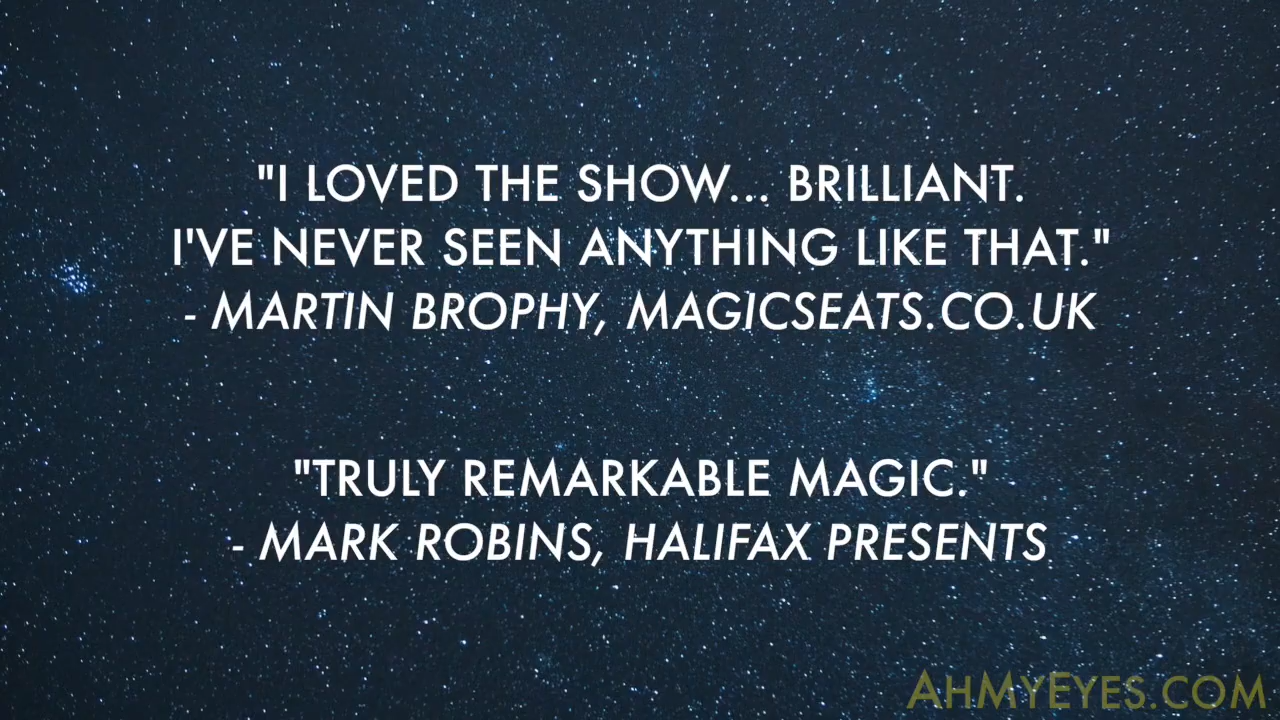 "I LOVED THE SHOW... BRILLIANT.
I'VE NEVER SEEN ANYTHING LIKE THAT."
- MARTIN BROPHY, MAGICSEATS.CO.UK
"TRULY REMARKABLE MAGIC."
- MARK ROBINS, HALIFAX PRESENTS
AHMYEYES.COM